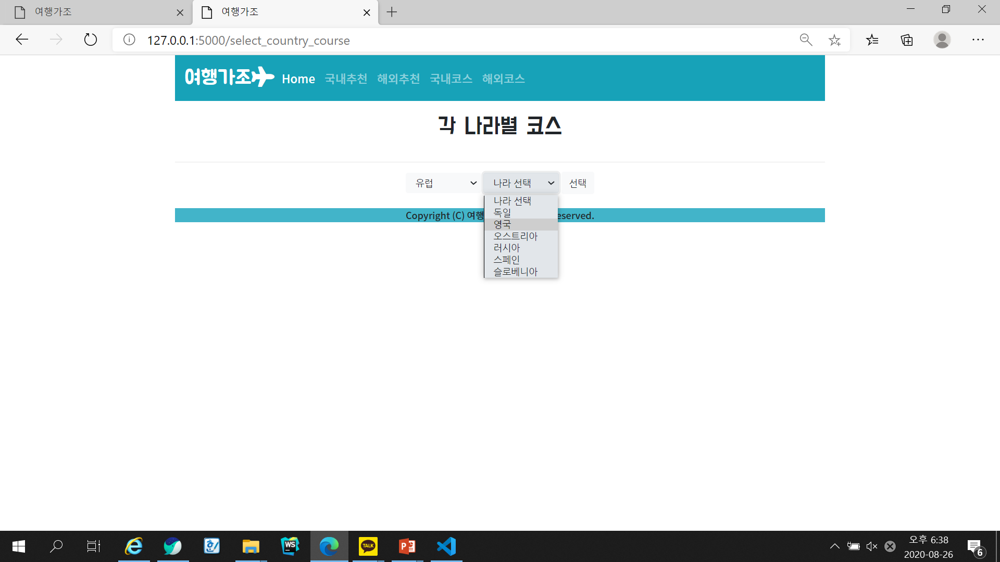 여행가조
여행가조
127.0.0.1:5000/select_country_course
여행가조 Home 국내추천 해외추천 국내코스 해외코스
각 나라별 코스
유럽 나라 선택 선택
나라 선택
독일
Copyright (C) 여행 eserved.
영국
오스트리아
러시아
스페인
슬로베니아
한
WS
TALK
P
오후 6:38
2020-08-26
6